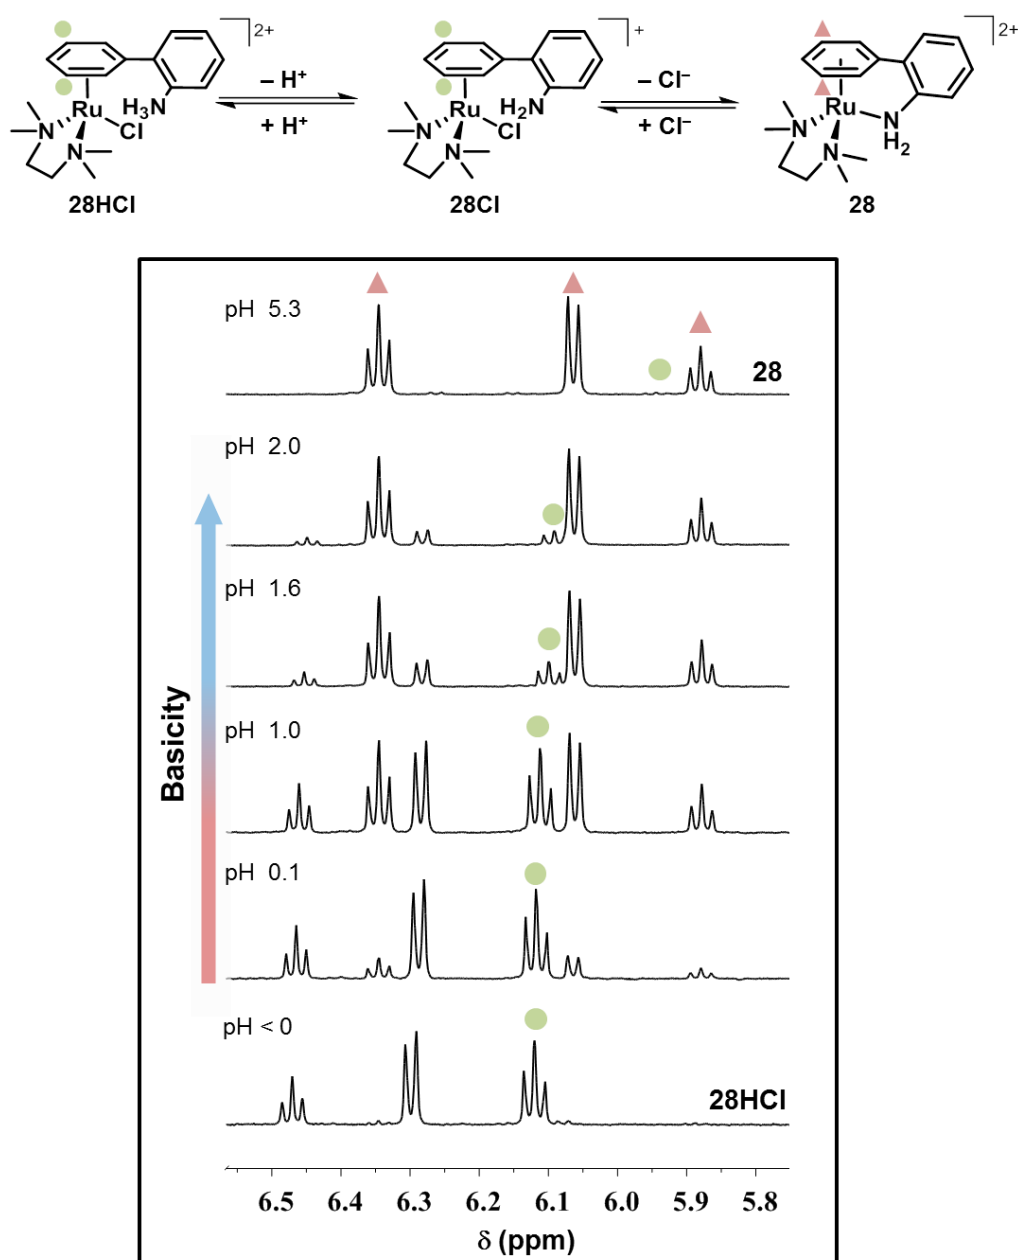 2+
+
2+
– H⁺
+ H⁺
– Cl⁻
+ Cl⁻
Ru
H₃N
Cl
N
N
Ru
H₂N
Cl
N
N
Ru
N
H₂
N
N
28HCl
28Cl
28
pH 5.3
28
pH 2.0
pH 1.6
pH 1.0
pH 0.1
pH < 0
28HCl
Basicity
6.5 6.4 6.3 6.2 6.1 6.0 5.9 5.8
δ (ppm)